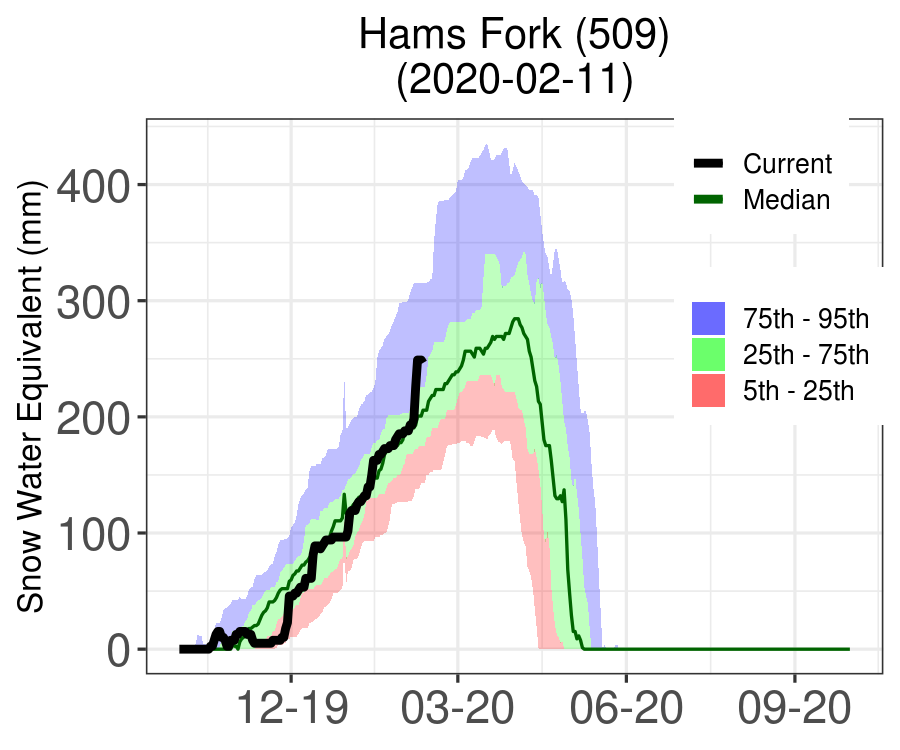 Hams Fork (509)
(2020-02-11)
Snow Water Equivalent (mm)
400
300
200
100
0
12-19
03-20
06-20
09-20
Current
Median
75th - 95th
25th - 75th
5th - 25th